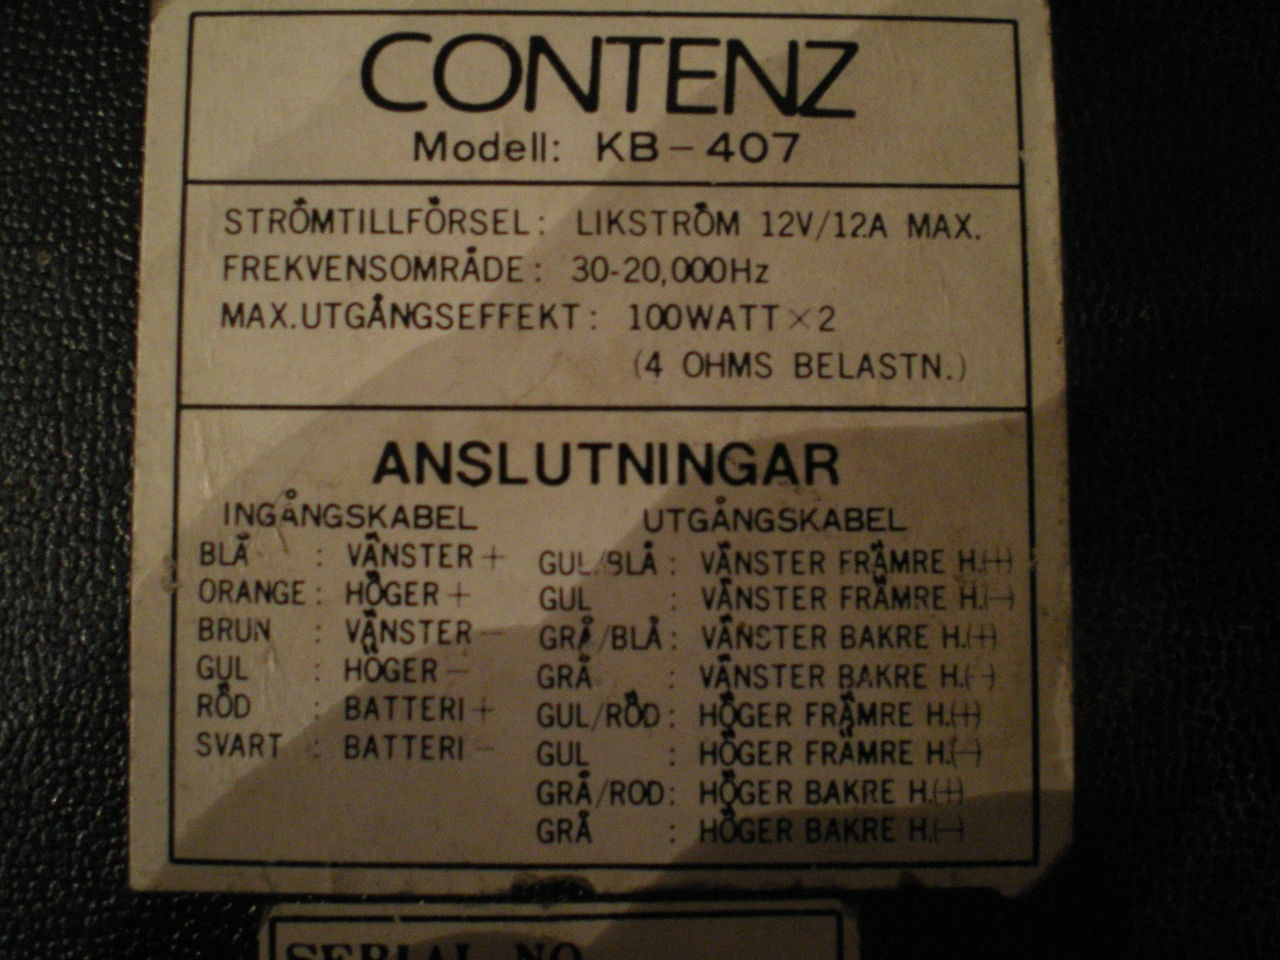 CONTENZ
Modell: KB-407
STRÖMTILLFÖRSEL: LIKSTRÖM 12V/12A MAX.
FREKVENSOMRÅDE: 30-20,000Hz
MAX.UTGÅNGSEFFEKT: 100WATT×2
(4 OHMS BELASTN.)
ANSLUTNINGAR
INGÅNGSKABEL
BLÅ : VÄNSTER+
ORANGE: HÖGER+
BRUN : VÄNSTER-
GUL : HÖGER-
RÖD : BATTERI+
SVART : BATTERI-
UTGÅNGSKABEL
GUL/BLÅ: VÄNSTER FRÄMRE H.(+)
GUL : VÄNSTER FRÄMRE H.(-)
GRÅ/BLÅ: VÄNSTER BAKRE H.(+)
GRÅ : VÄNSTER BAKRE H.(-)
GUL/RÖD: HÖGER FRÄMRE H.(+)
GUL : HÖGER FRÄMRE H.(-)
GRÅ/ROD: HÖGER BAKRE H.(+)
GRÅ : HÖGER BAKRE H.(-)
SERIAL NO